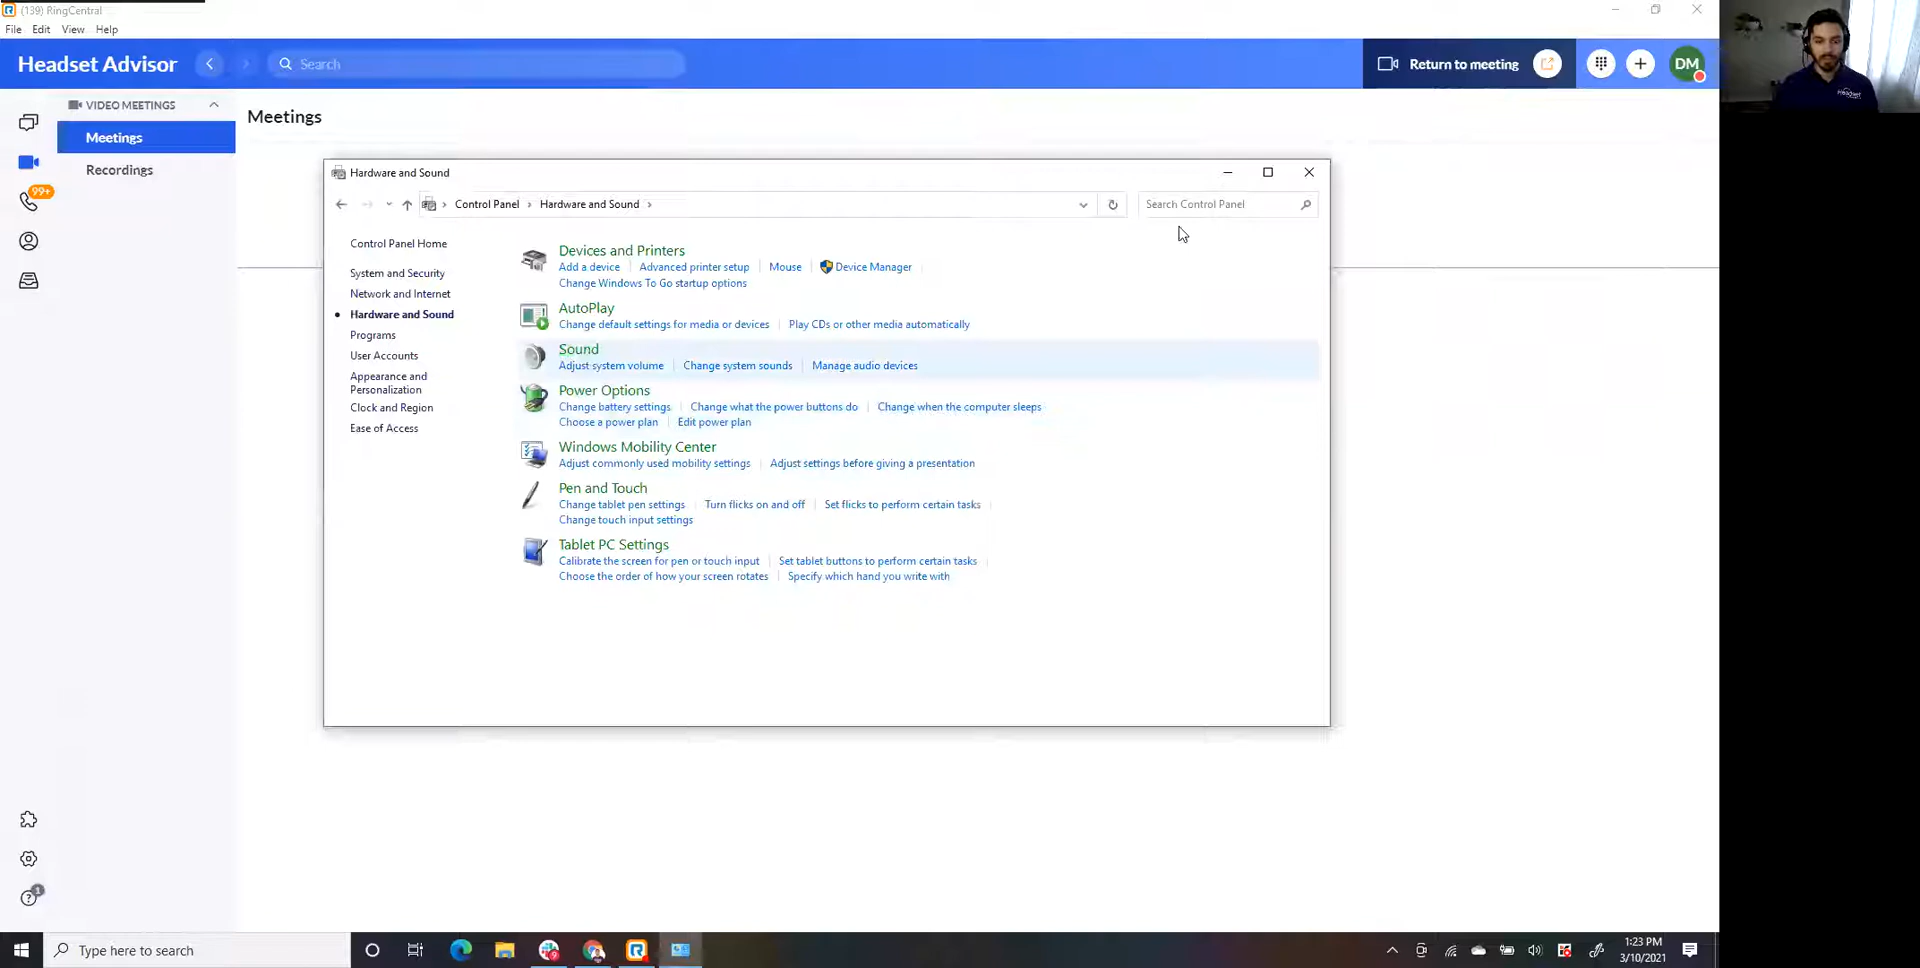 (139) RingCentral
File Edit View Help
Headset Advisor
Search
Return to meeting
DM
VIDEO MEETINGS
Meetings
Meetings
Recordings
99+
Hardware and Sound
Control Panel > Hardware and Sound >
Search Control Panel
Control Panel Home
System and Security
Network and Internet
Hardware and Sound
Programs
User Accounts
Appearance and
Personalization
Clock and Region
Ease of Access
Devices and Printers
Add a device | Advanced printer setup | Mouse | Device Manager
Change Windows To Go startup options
AutoPlay
Change default settings for media or devices | Play CDs or other media automatically
Sound
Adjust system volume | Change system sounds | Manage audio devices
Power Options
Change battery settings | Change what the power buttons do | Change when the computer sleeps
Choose a power plan | Edit power plan
Windows Mobility Center
Adjust commonly used mobility settings | Adjust settings before giving a presentation
Pen and Touch
Change tablet pen settings | Turn flicks on and off | Set flicks to perform certain tasks
Change touch input settings
Tablet PC Settings
Calibrate the screen for pen or touch input | Set tablet buttons to perform certain tasks
Choose the order of how your screen rotates | Specify which hand you write with
1
Type here to search
1:23 PM
3/10/2021